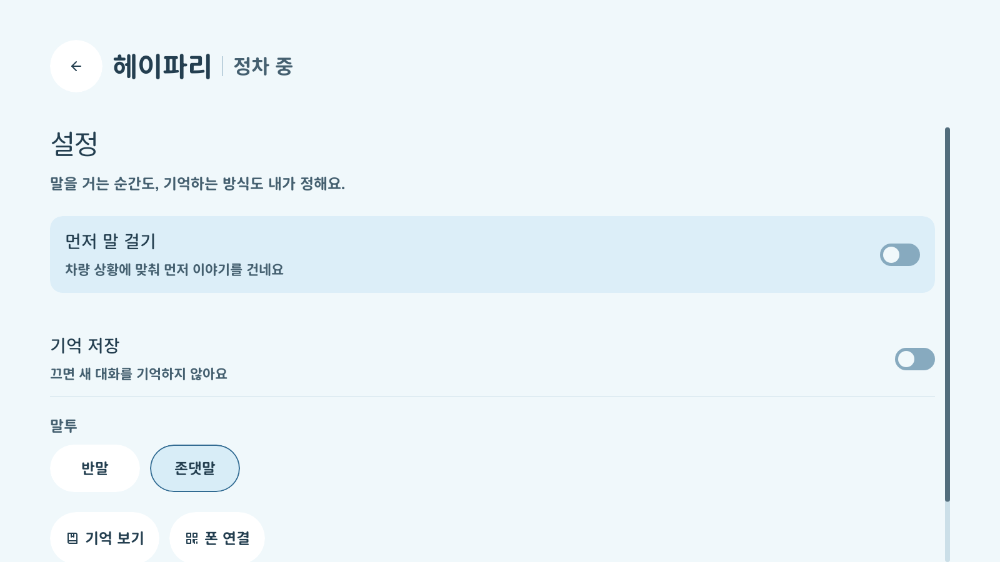 헤이파리 정차 중
설정
말을 거는 순간도, 기억하는 방식도 내가 정해요.
먼저 말 걸기
차량 상황에 맞춰 먼저 이야기를 건네요
기억 저장
끄면 새 대화를 기억하지 않아요
말투
반말 존댓말
기억 보기 폰 연결